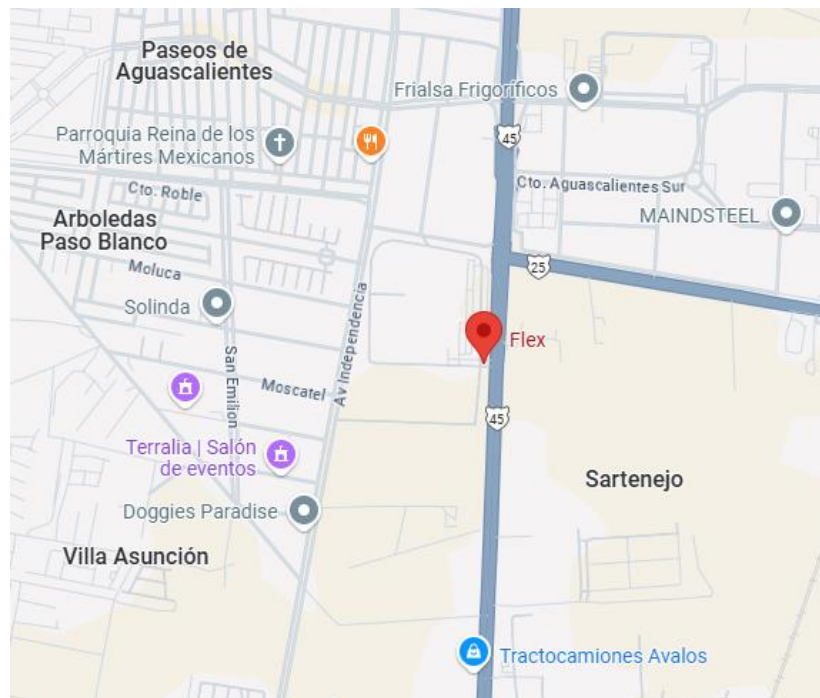 Paseos de
Aguascalientes
Frialsa Frigoríficos
Parroquia Reina de los
Mártires Mexicanos
45
Cto. Roble
Cto. Aguascalientes Sur
MAINDSTEEL
Arboledas
Paso Blanco
Moluca
25
Solinda
Av Independencia
Flex
San Emilion
Moscatel
45
Terralia | Salón
de eventos
Sartenejo
Doggies Paradise
Villa Asunción
Tractocamiones Avalos